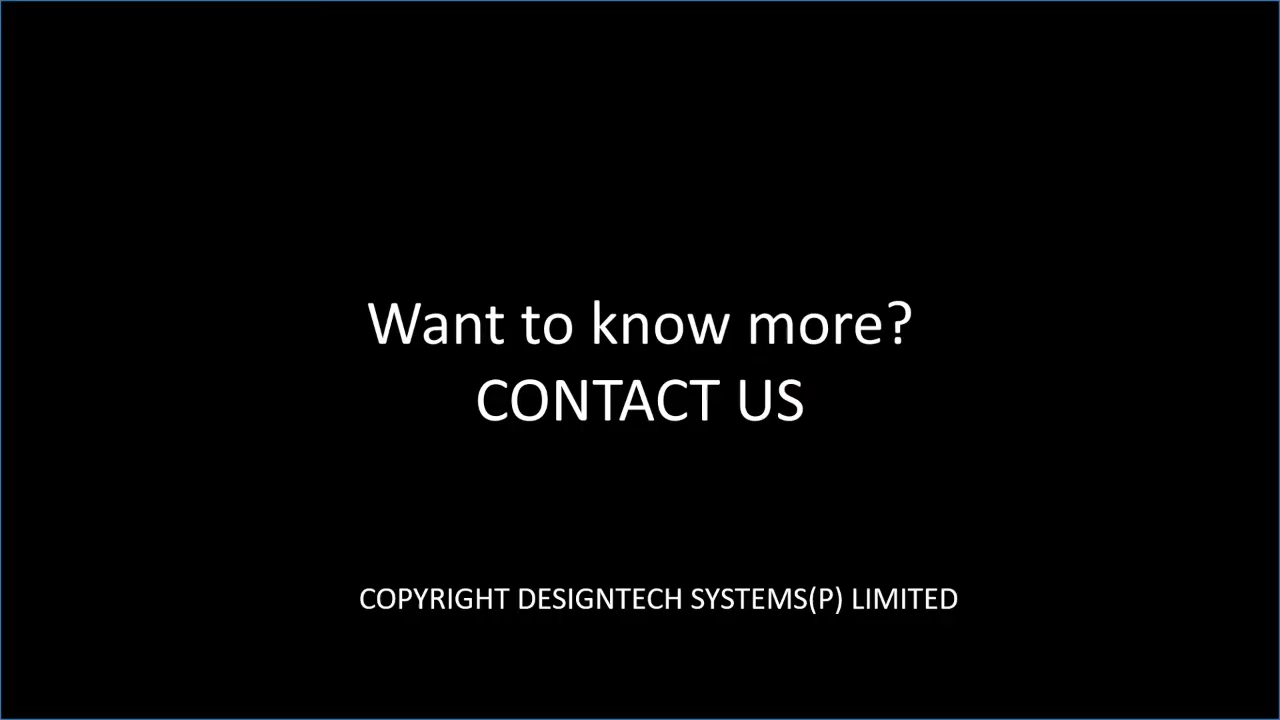 Want to know more?
CONTACT US
COPYRIGHT DESIGNTECH SYSTEMS(P) LIMITED